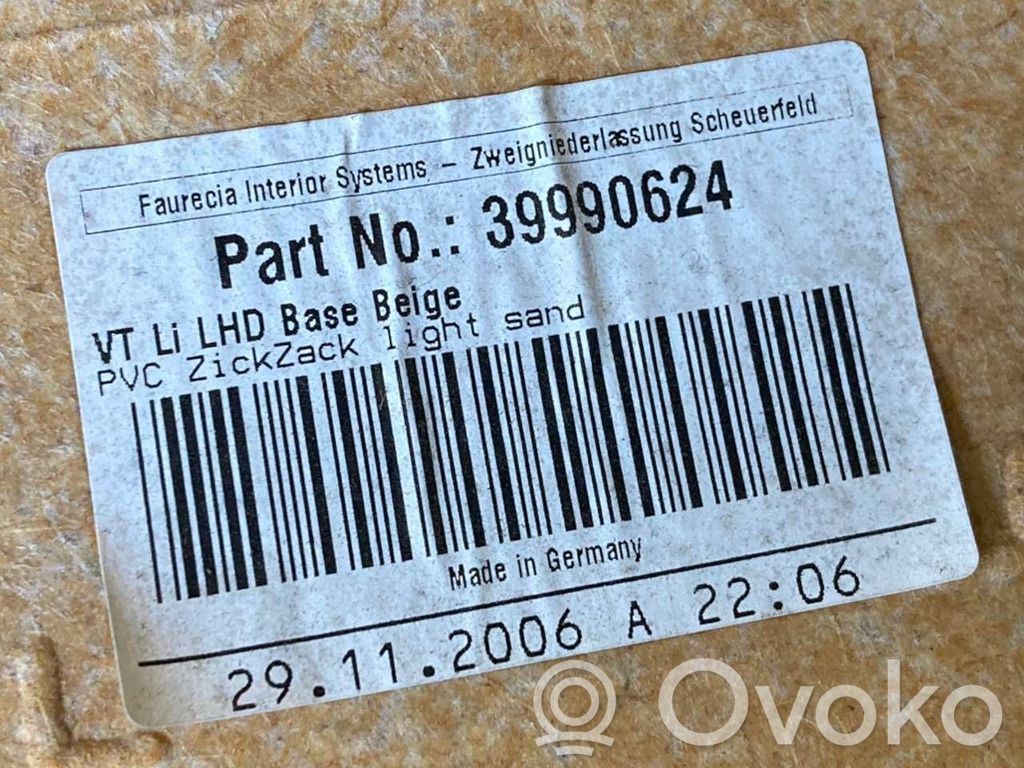 Faurecia Interior Systems – Zweigniederlassung Scheuerfeld
Part No.: 39990624
VT Li LHD Base Beige
PVC ZickZack light sand
Made in Germany
29.11.2006 A 22:06
Ovoko